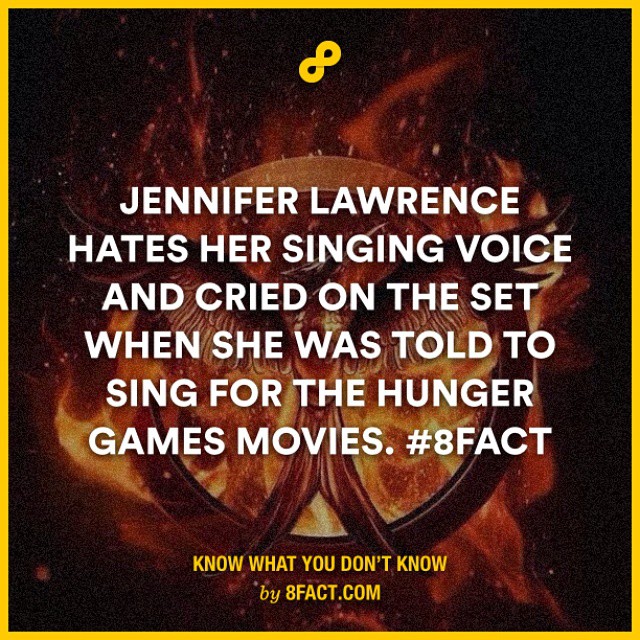 JENNIFER LAWRENCE
HATES HER SINGING VOICE
AND CRIED ON THE SET
WHEN SHE WAS TOLD TO
SING FOR THE HUNGER
GAMES MOVIES. #8FACT
KNOW WHAT YOU DON'T KNOW
by 8FACT.COM